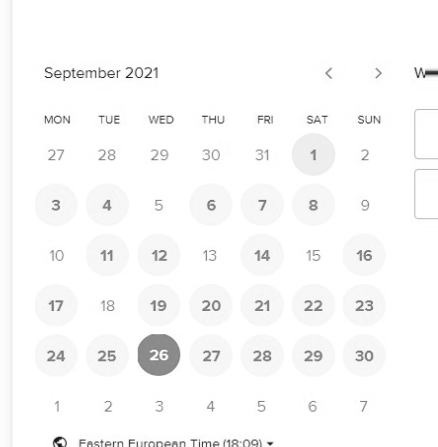 September 2021
W
MON TUE WED THU FRI SAT SUN
27 28 29 30 31 1 2
3 4 5 6 7 8 9
10 11 12 13 14 15 16
17 18 19 20 21 22 23
24 25 26 27 28 29 30
1 2 3 4 5 6 7
Eastern European Time (18:09)